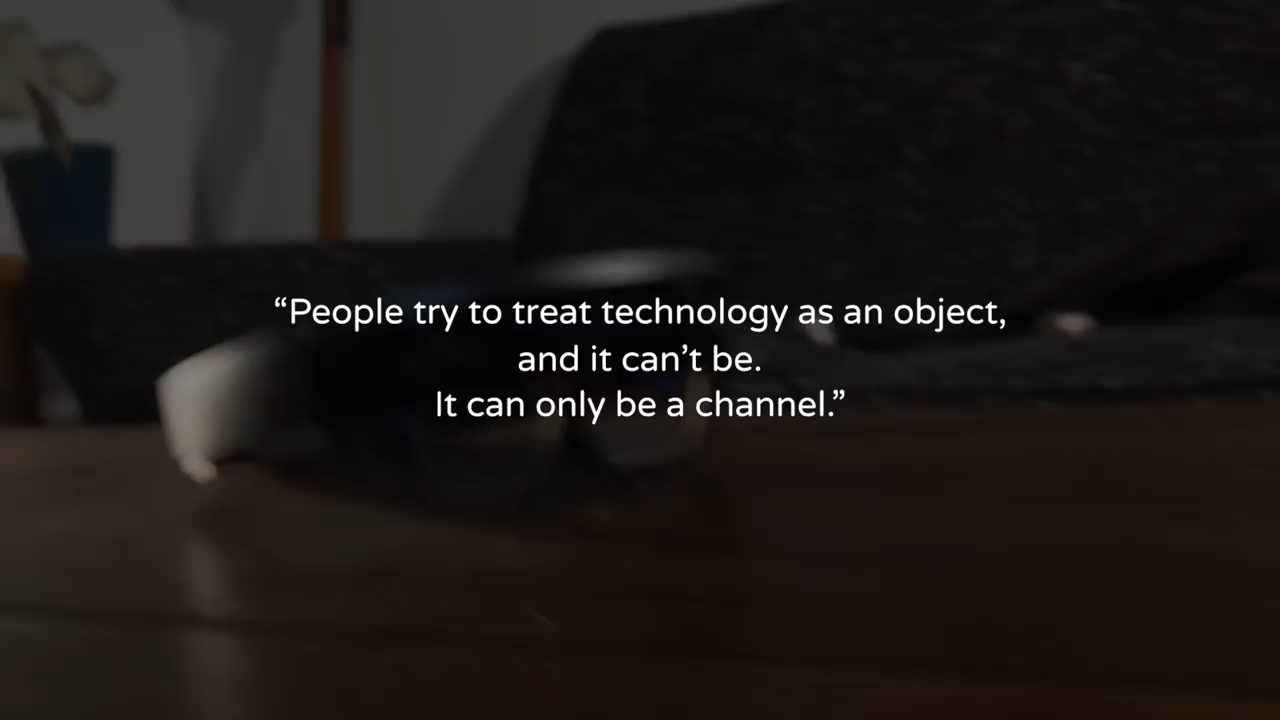 “People try to treat technology as an object,
and it can’t be.
It can only be a channel.”